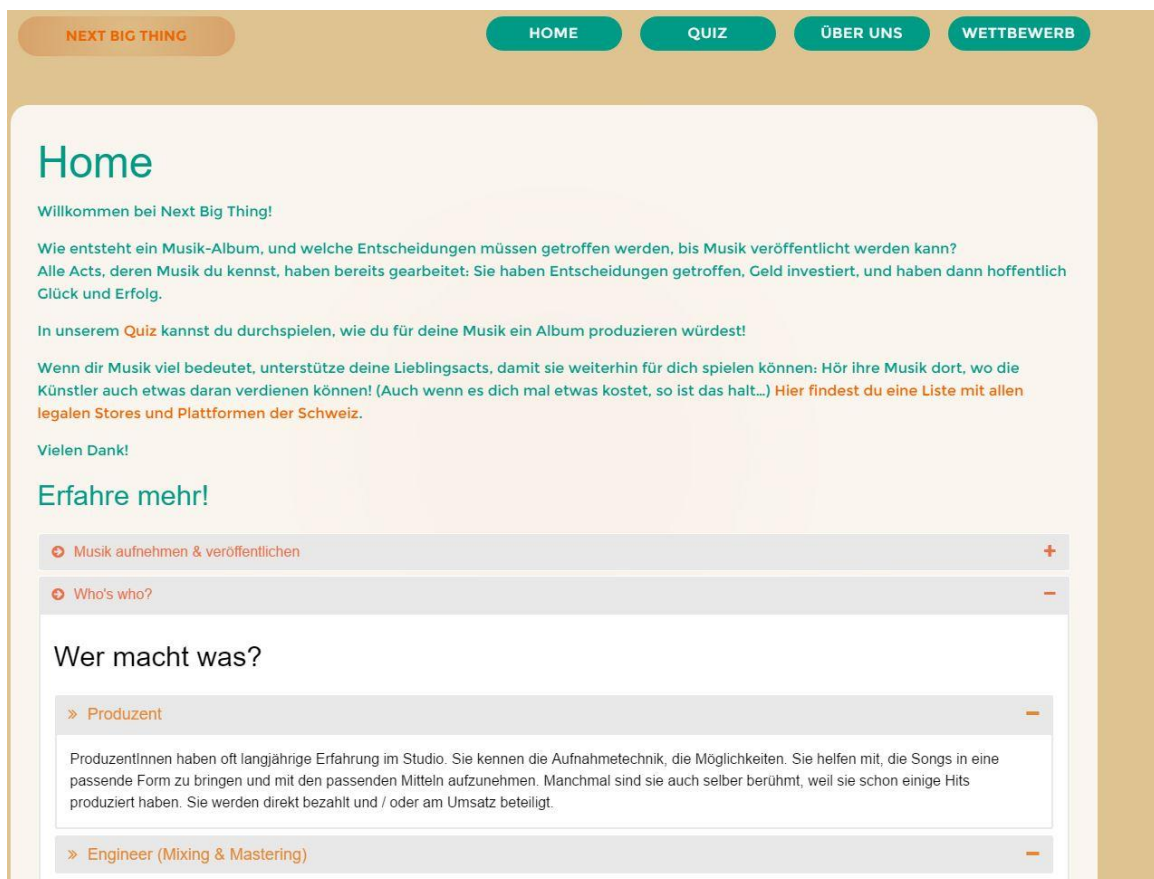 NEXT BIG THING
HOME
QUIZ
ÜBER UNS
WETTBEWERB
Home
Willkommen bei Next Big Thing!
Wie entsteht ein Musik-Album, und welche Entscheidungen müssen getroffen werden, bis Musik veröffentlicht werden kann?
Alle Acts, deren Musik du kennst, haben bereits gearbeitet: Sie haben Entscheidungen getroffen, Geld investiert, und haben dann hoffentlich
Glück und Erfolg.
In unserem Quiz kannst du durchspielen, wie du für deine Musik ein Album produzieren würdest!
Wenn dir Musik viel bedeutet, unterstütze deine Lieblingsacts, damit sie weiterhin für dich spielen können: Hör ihre Musik dort, wo die
Künstler auch etwas daran verdienen können! (Auch wenn es dich mal etwas kostet, so ist das halt...) Hier findest du eine Liste mit allen
legalen Stores und Plattformen der Schweiz.
Vielen Dank!
Erfahre mehr!
Musik aufnehmen & veröffentlichen
Who's who?
Wer macht was?
» Produzent
ProduzentInnen haben oft langjährige Erfahrung im Studio. Sie kennen die Aufnahmetechnik, die Möglichkeiten. Sie helfen mit, die Songs in eine
passende Form zu bringen und mit den passenden Mitteln aufzunehmen. Manchmal sind sie auch selber berühmt, weil sie schon einige Hits
produziert haben. Sie werden direkt bezahlt und / oder am Umsatz beteiligt.
» Engineer (Mixing & Mastering)